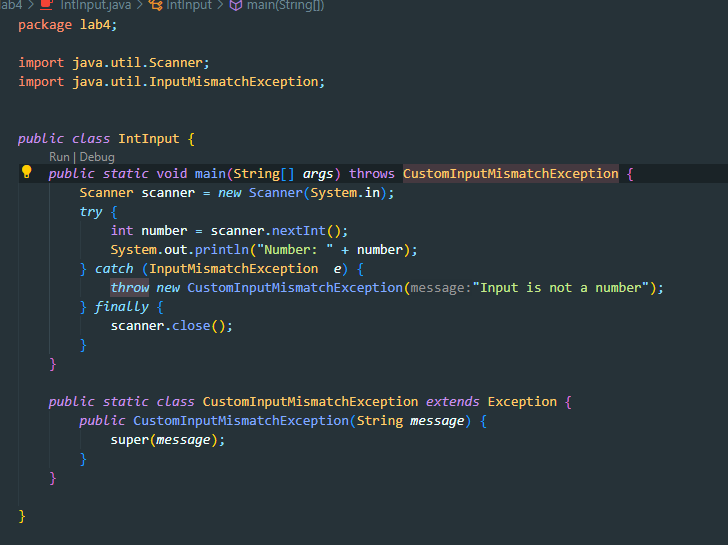 lab4 > IntInput.java > IntInput > main(String[])
package lab4;
import java.util.Scanner;
import java.util.InputMismatchException;
public class IntInput {
Run | Debug
public static void main(String[] args) throws CustomInputMismatchException {
Scanner scanner = new Scanner(System.in);
try {
int number = scanner.nextInt();
System.out.println("Number: " + number);
} catch (InputMismatchException  e) {
throw new CustomInputMismatchException(message:"Input is not a number");
} finally {
scanner.close();
}
}
public static class CustomInputMismatchException extends Exception {
public CustomInputMismatchException(String message) {
super(message);
}
}
}